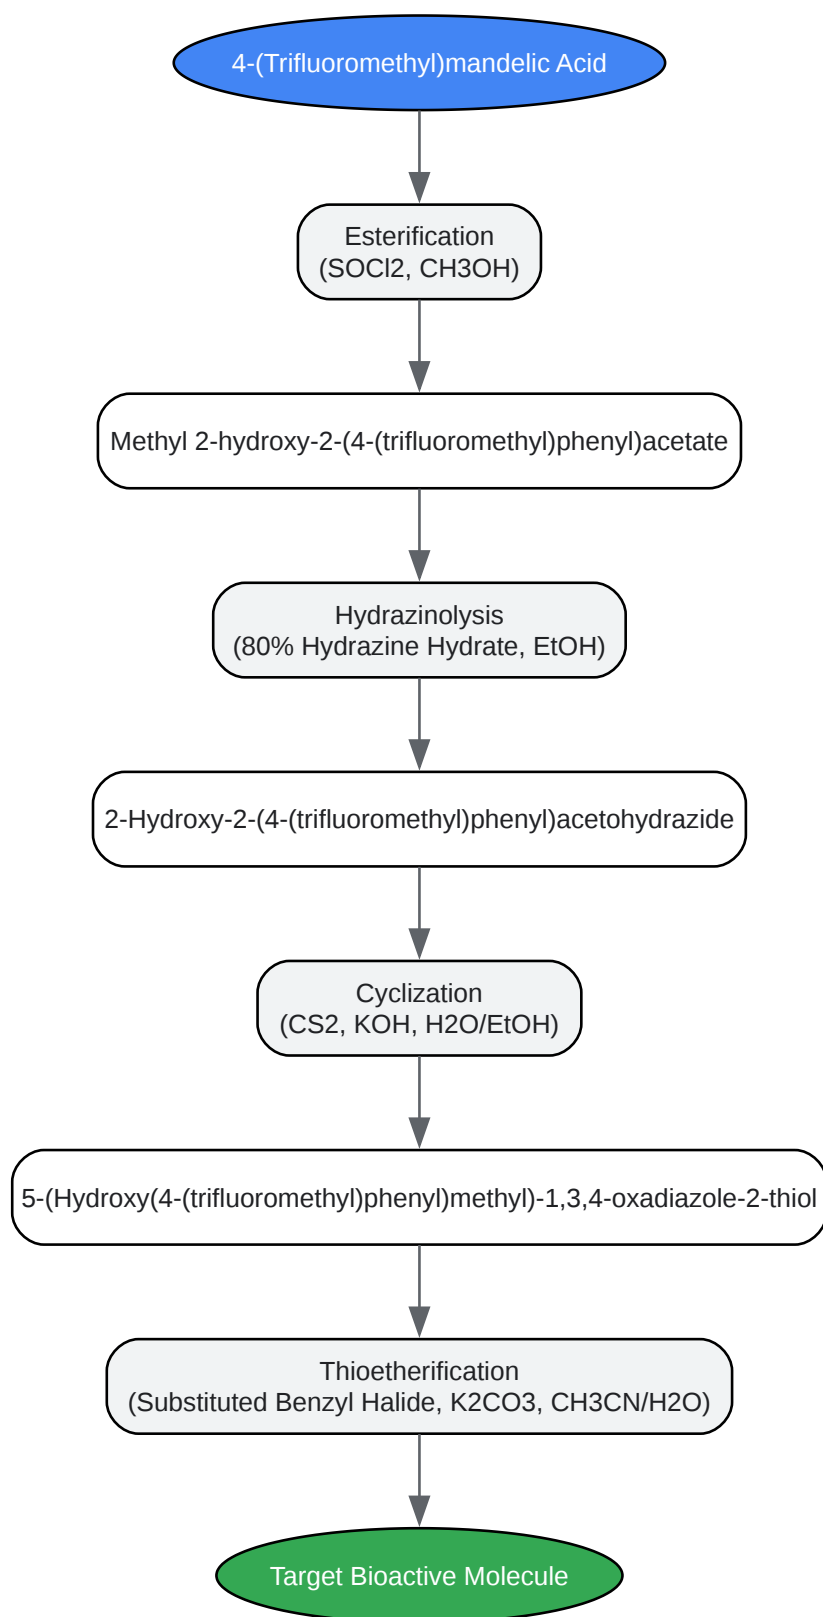 4-(Trifluoromethyl)mandelic Acid
Esterification
(SOCl2, CH3OH)
Methyl 2-hydroxy-2-(4-(trifluoromethyl)phenyl)acetate
Hydrazinolysis
(80% Hydrazine Hydrate, EtOH)
2-Hydroxy-2-(4-(trifluoromethyl)phenyl)acetohydrazide
Cyclization
(CS2, KOH, H2O/EtOH)
5-(Hydroxy(4-(trifluoromethyl)phenyl)methyl)-1,3,4-oxadiazole-2-thiol
Thioetherification
(Substituted Benzyl Halide, K2CO3, CH3CN/H2O)
Target Bioactive Molecule